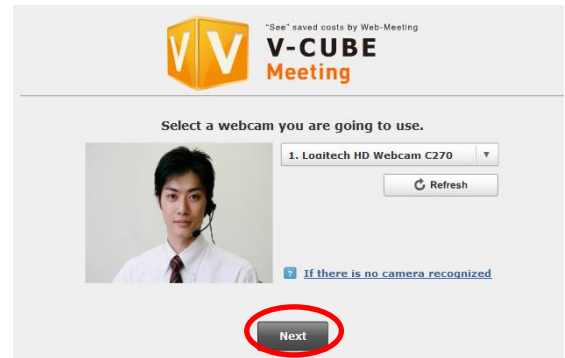 "See" saved costs by Web-Meeting
VV V-CUBE
Meeting
Select a webcam you are going to use.
1. Logitech HD Webcam C270
Refresh
? If there is no camera recognized
Next